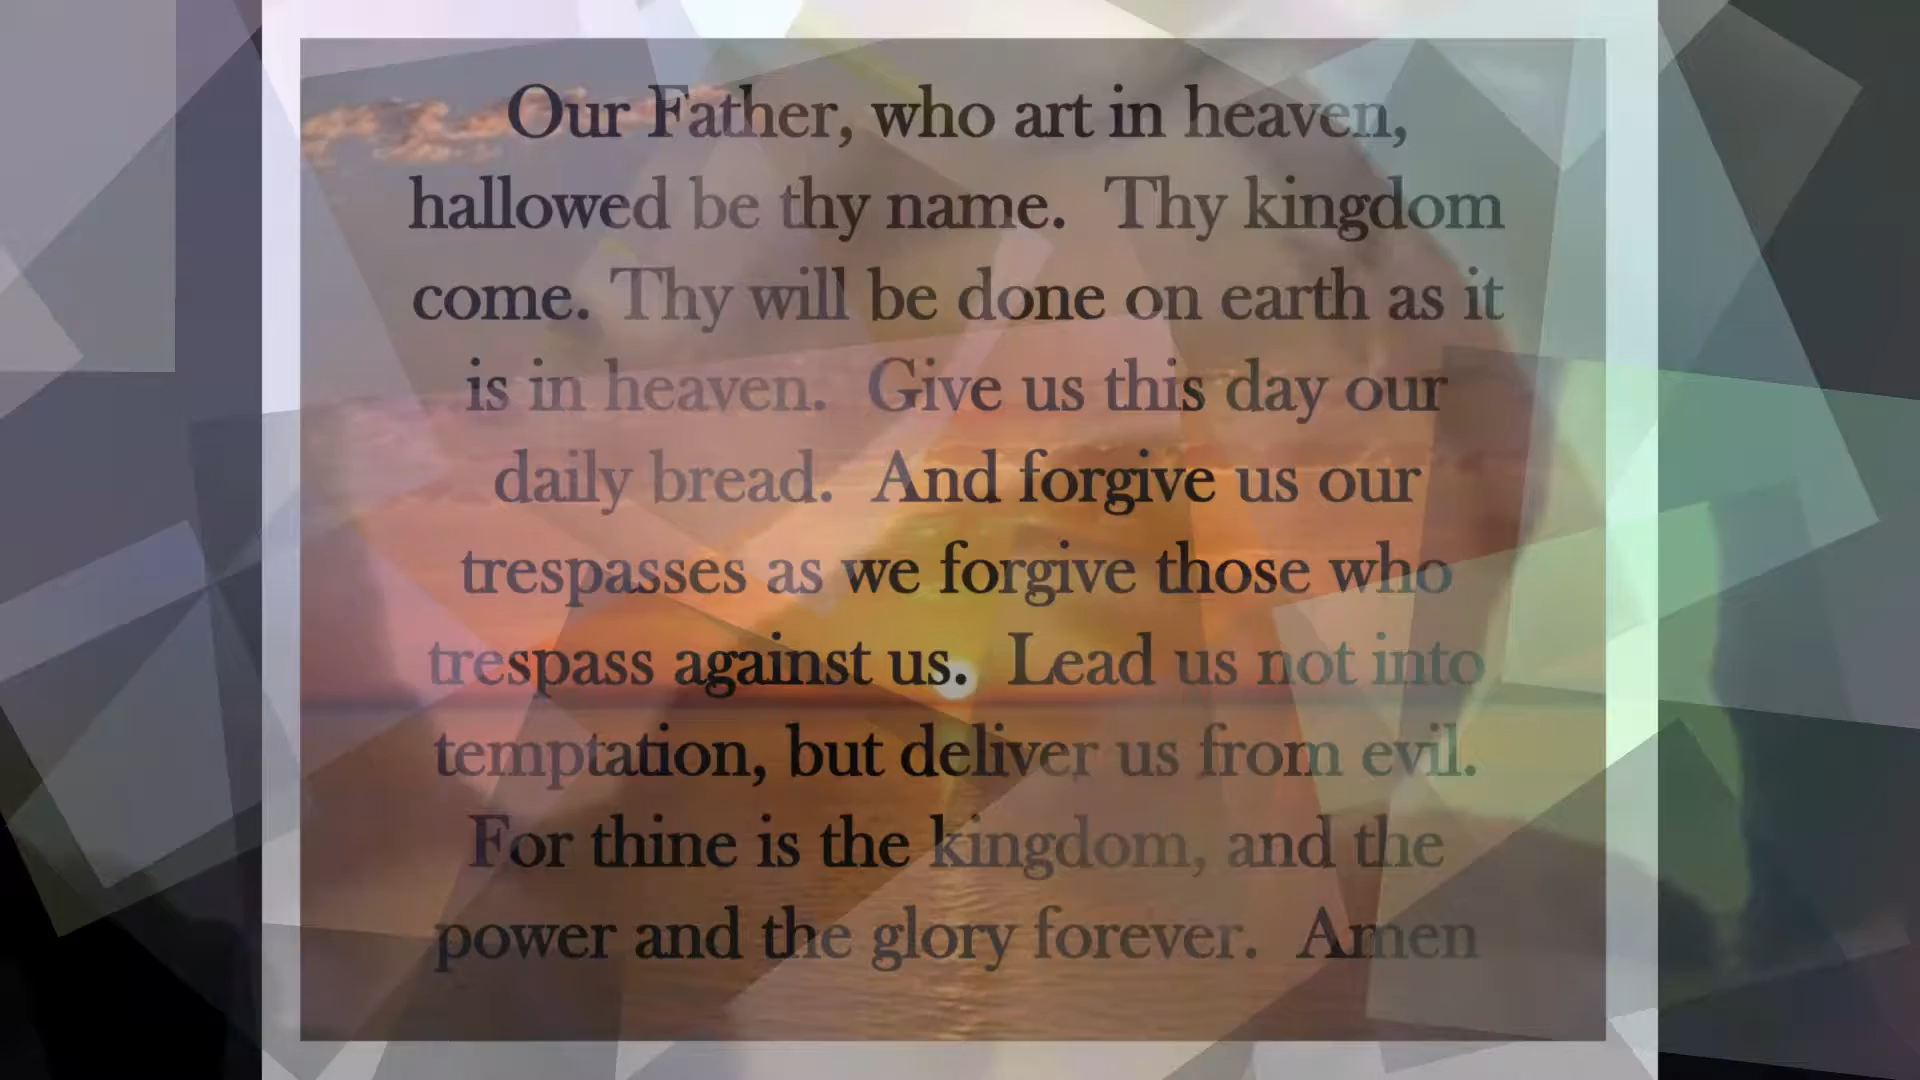 Our Father, who art in heaven,
hallowed be thy name. Thy kingdom
come. Thy will be done on earth as it
is in heaven. Give us this day our
daily bread. And forgive us our
trespasses as we forgive those who
trespass against us. Lead us not into
temptation, but deliver us from evil.
For thine is the kingdom, and the
power and the glory forever. Amen